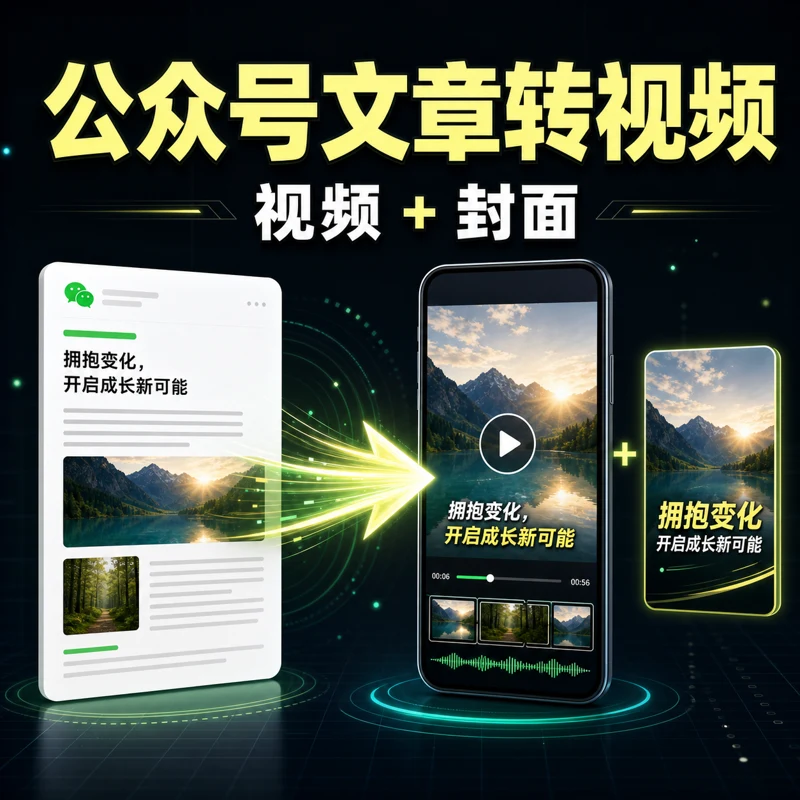 公众号文章转视频
视频 + 封面
拥抱变化，
开启成长新可能
拥抱变化，
开启成长新可能
00:06
00:56
+
拥抱变化
开启成长新可能